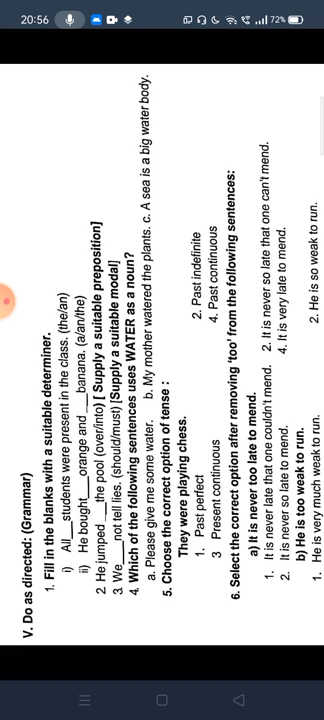 20:56
72%
V. Do as directed: (Grammar)
1. Fill in the blanks with a suitable determiner.
i) All___students were present in the class. (the/an)
ii) He bought___orange and ___banana. (a/an/the)
2 He jumped ___the pool (over/into) [ Supply a suitable preposition]
3. We____not tell lies. (should/must) [Supply a suitable modal]
4. Which of the following sentences uses WATER as a noun?
a. Please give me some water. b. My mother watered the plants. c. A sea is a big water body.
5. Choose the correct option of tense :
They were playing chess.
1. Past perfect 2. Past indefinite
3 Present continuous 4. Past continuous
6. Select the correct option after removing 'too' from the following sentences:
a) It is never too late to mend.
1. It is never late that one couldn't mend. 2. It is never so late that one can't mend.
2. It is never so late to mend. 4. It is very late to mend.
b) He is too weak to run.
1. He is very much weak to run. 2. He is so weak to run.